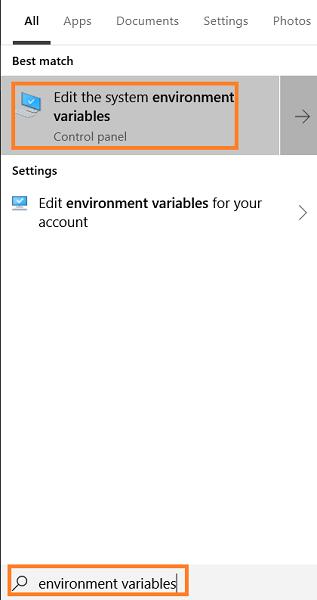 All Apps Documents Settings Photos
Best match
Edit the system environment
variables
Control panel
Settings
Edit environment variables for your
account
environment variables